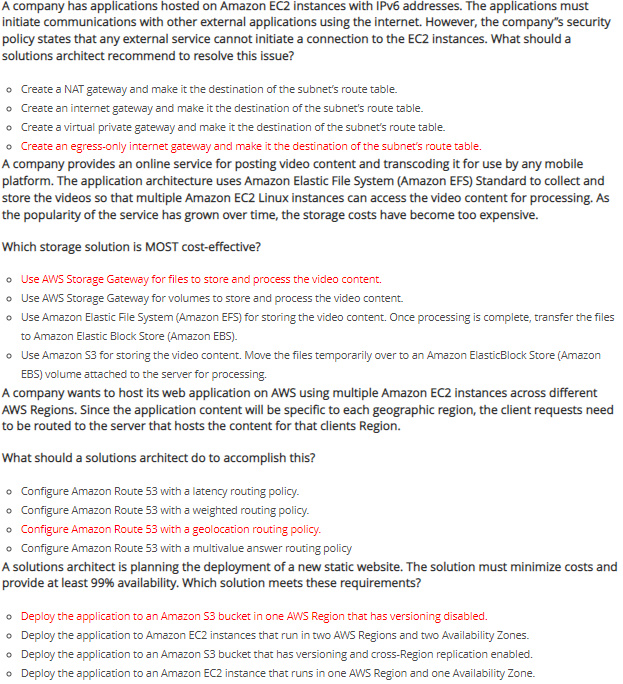 A company has applications hosted on Amazon EC2 instances with IPv6 addresses. The applications must
initiate communications with other external applications using the internet. However, the company"s security
policy states that any external service cannot initiate a connection to the EC2 instances. What should a
solutions architect recommend to resolve this issue?
Create a NAT gateway and make it the destination of the subnet's route table.
Create an internet gateway and make it the destination of the subnet's route table.
Create a virtual private gateway and make it the destination of the subnet's route table.
Create an egress-only internet gateway and make it the destination of the subnet's route table.
A company provides an online service for posting video content and transcoding it for use by any mobile
platform. The application architecture uses Amazon Elastic File System (Amazon EFS) Standard to collect and
store the videos so that multiple Amazon EC2 Linux instances can access the video content for processing. As
the popularity of the service has grown over time, the storage costs have become too expensive.
Which storage solution is MOST cost-effective?
Use AWS Storage Gateway for files to store and process the video content.
Use AWS Storage Gateway for volumes to store and process the video content.
Use Amazon Elastic File System (Amazon EFS) for storing the video content. Once processing is complete, transfer the files
to Amazon Elastic Block Store (Amazon EBS).
Use Amazon S3 for storing the video content. Move the files temporarily over to an Amazon ElasticBlock Store (Amazon
EBS) volume attached to the server for processing.
A company wants to host its web application on AWS using multiple Amazon EC2 instances across different
AWS Regions. Since the application content will be specific to each geographic region, the client requests need
to be routed to the server that hosts the content for that clients Region.
What should a solutions architect do to accomplish this?
Configure Amazon Route 53 with a latency routing policy.
Configure Amazon Route 53 with a weighted routing policy.
Configure Amazon Route 53 with a geolocation routing policy.
Configure Amazon Route 53 with a multivalue answer routing policy
A solutions architect is planning the deployment of a new static website. The solution must minimize costs and
provide at least 99% availability. Which solution meets these requirements?
Deploy the application to an Amazon S3 bucket in one AWS Region that has versioning disabled.
Deploy the application to Amazon EC2 instances that run in two AWS Regions and two Availability Zones.
Deploy the application to an Amazon S3 bucket that has versioning and cross-Region replication enabled.
Deploy the application to an Amazon EC2 instance that runs in one AWS Region and one Availability Zone.